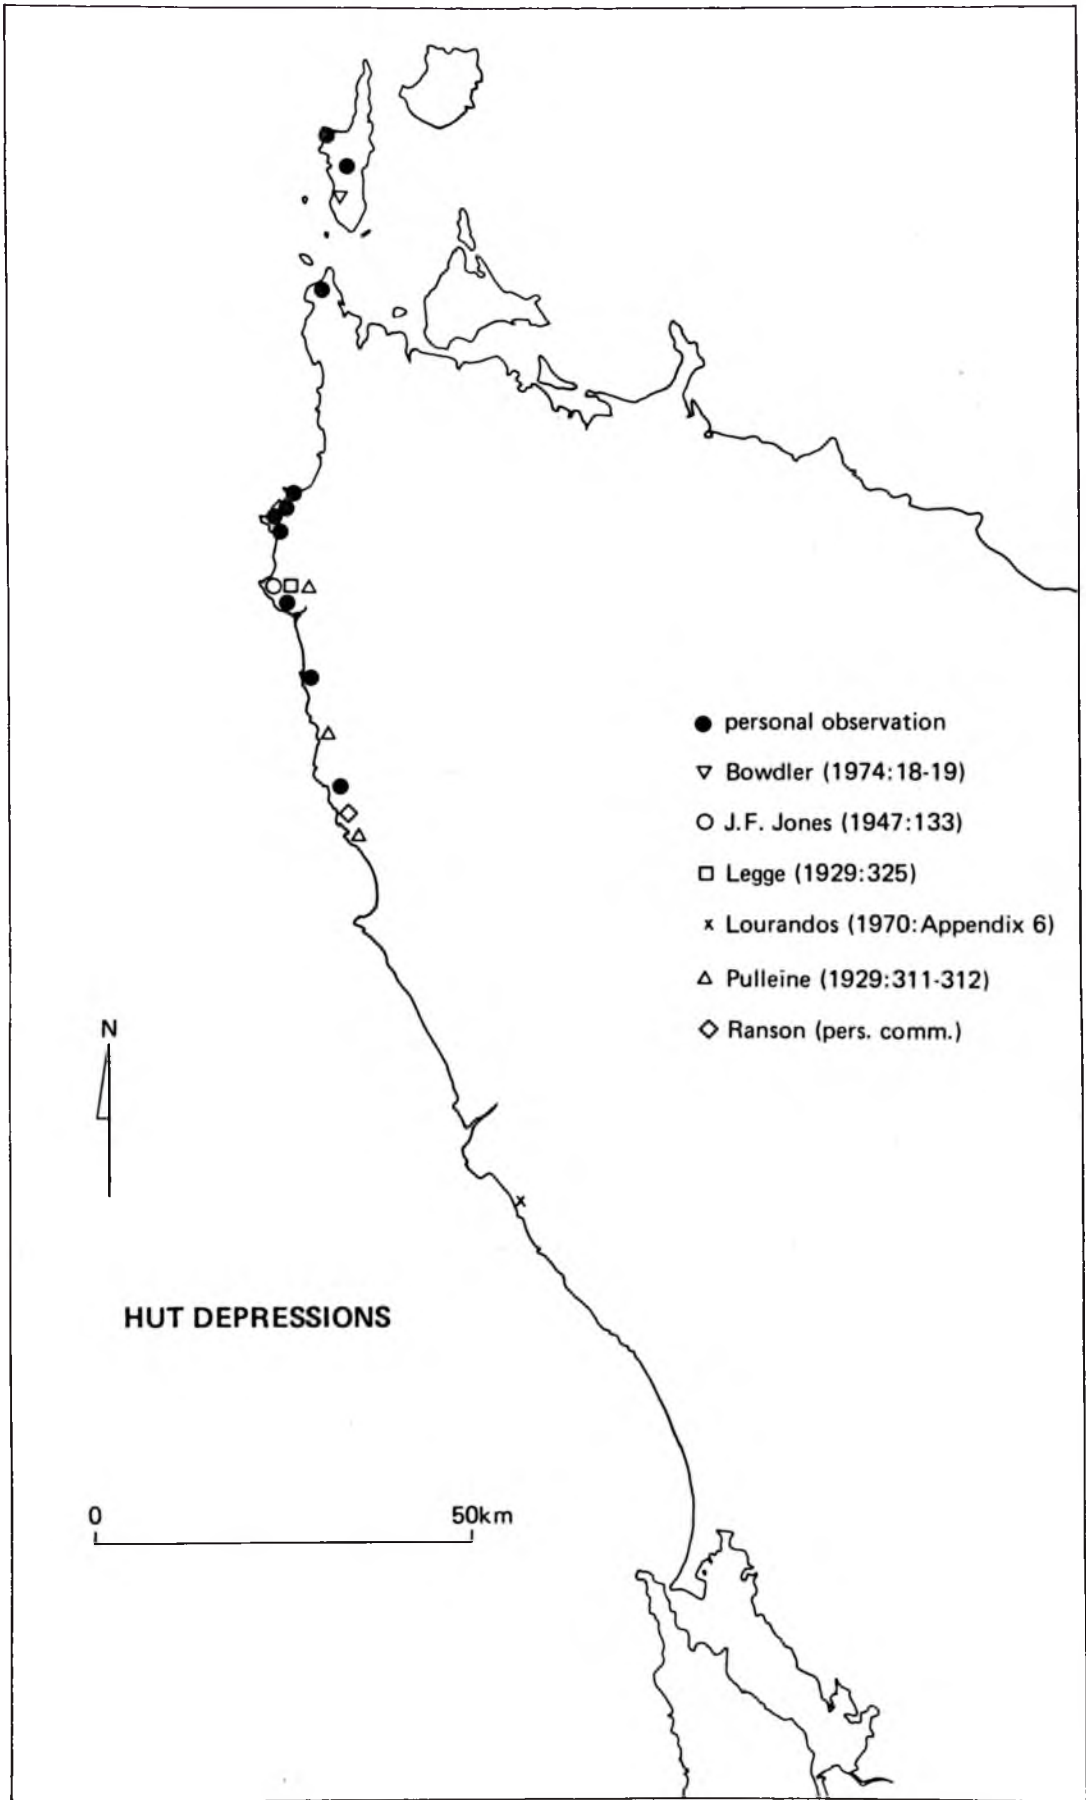 personal observation
Bowdler (1974:18-19)
J.F. Jones (1947:133)
Legge (1929:325)
Lourandos (1970:Appendix 6)
Pulleine (1929:311-312)
Ranson (pers. comm.)
N
HUT DEPRESSIONS
0 50km